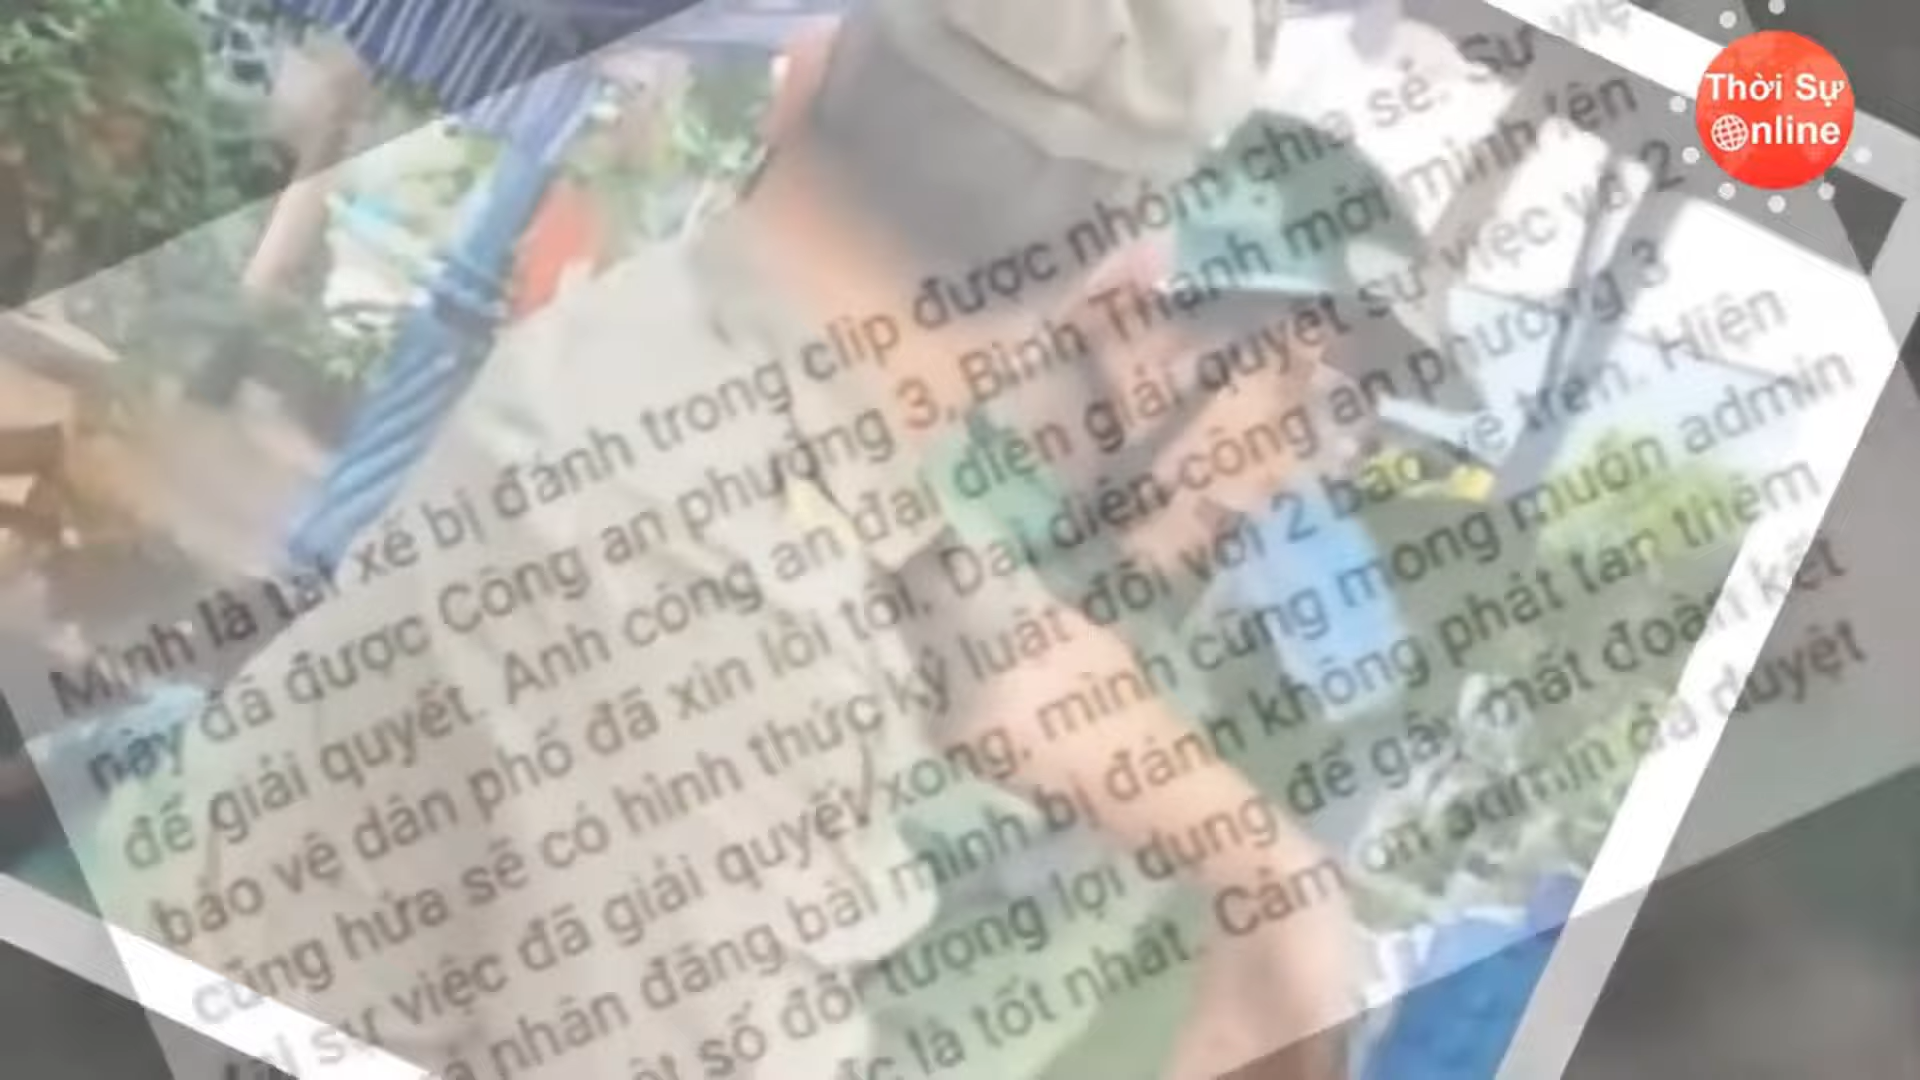 Thời Sự
Online
Mình là tài xế bị đánh trong clip được nhóm chia sẻ. Sự việ
này đã được Công an phường 3, Bình Thạnh mời mình lên
để giải quyết. Anh công an đại diện giải quyết sự việc với 2
bảo vệ dân phố đã xin lỗi tôi. Đại diện công an phường 3
cũng hứa sẽ có hình thức kỷ luật đối với 2 bảo vệ trên. Hiện
tại sự việc đã giải quyết xong, mình cũng mong muốn admin
nhân đăng bài mình bị đánh không phát tán thêm
số đối tượng lợi dụng để gây mất đoàn kết
là tốt nhất. Cảm ơn admin đã duyệt